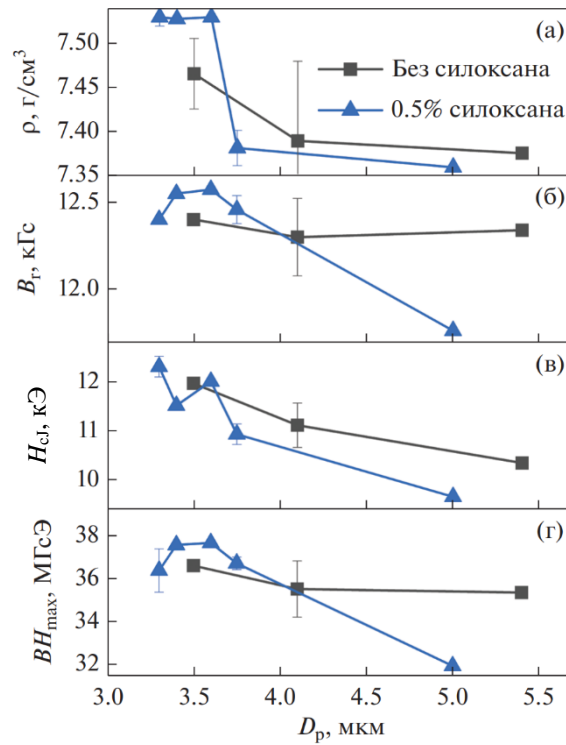 (а)
7.50
7.45
7.40
7.35
ρ, г/см³
Без силоксана
0.5% силоксана
(б)
12.5
12.0
Bᵣ, кГс
(в)
12
11
10
H_cJ, кЭ
(г)
38
36
34
32
BH_max, МГсЭ
3.0 3.5 4.0 4.5 5.0 5.5
D_p, мкм